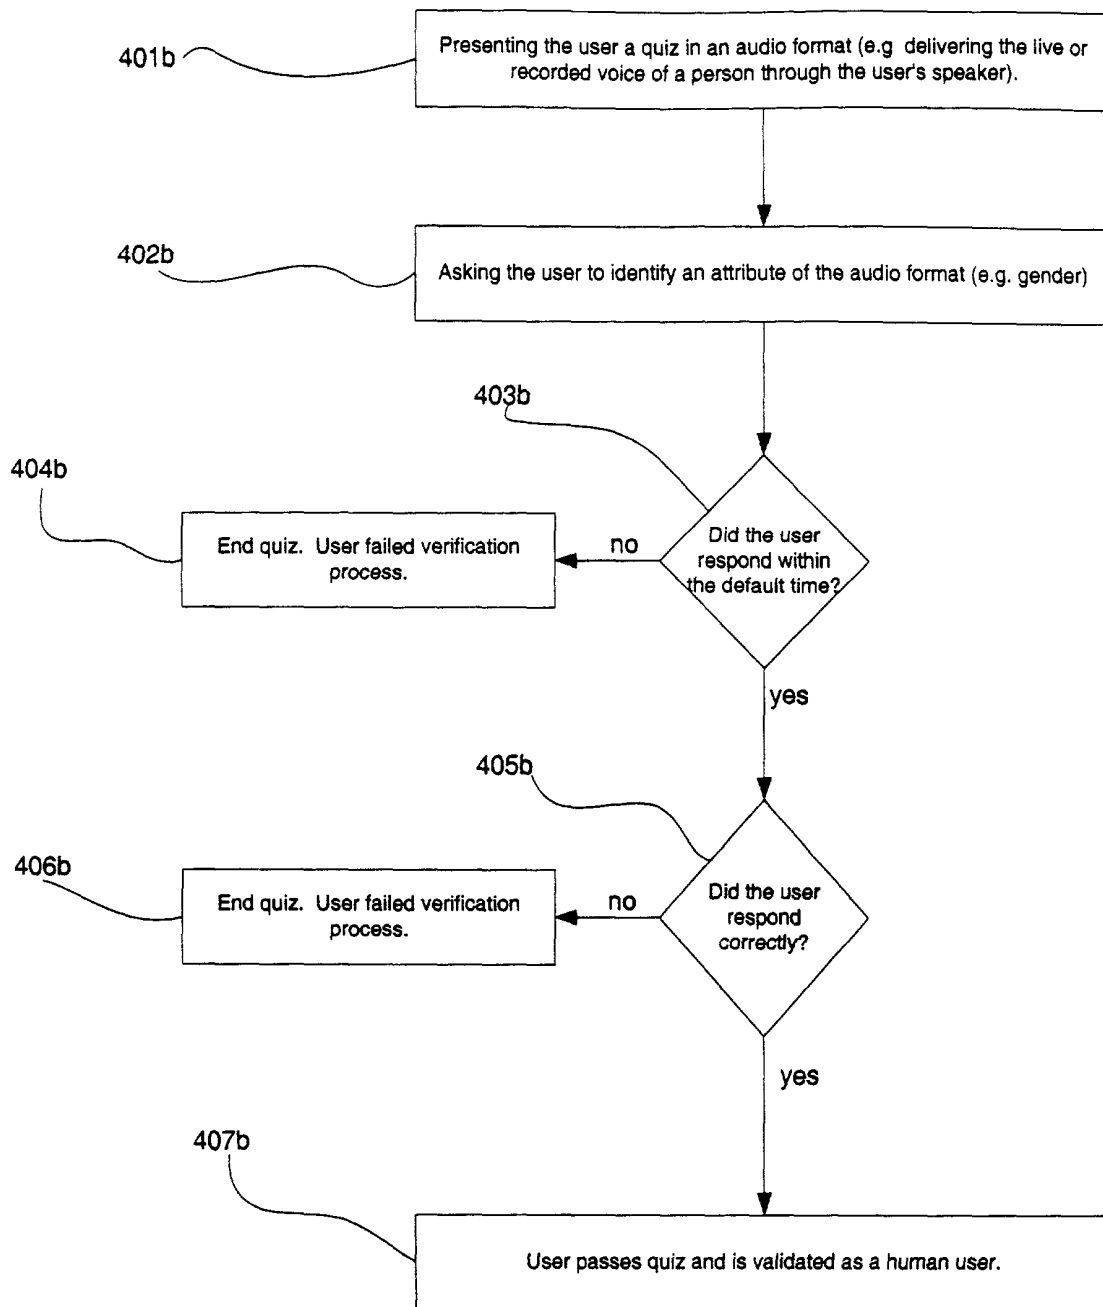 401b
Presenting the user a quiz in an audio format (e.g delivering the live or
recorded voice of a person through the user's speaker).
402b
Asking the user to identify an attribute of the audio format (e.g. gender)
403b
404b
Did the user
respond within
the default time?
no
End quiz. User failed verification
process.
yes
405b
406b
Did the user
respond
correctly?
no
End quiz. User failed verification
process.
yes
407b
User passes quiz and is validated as a human user.